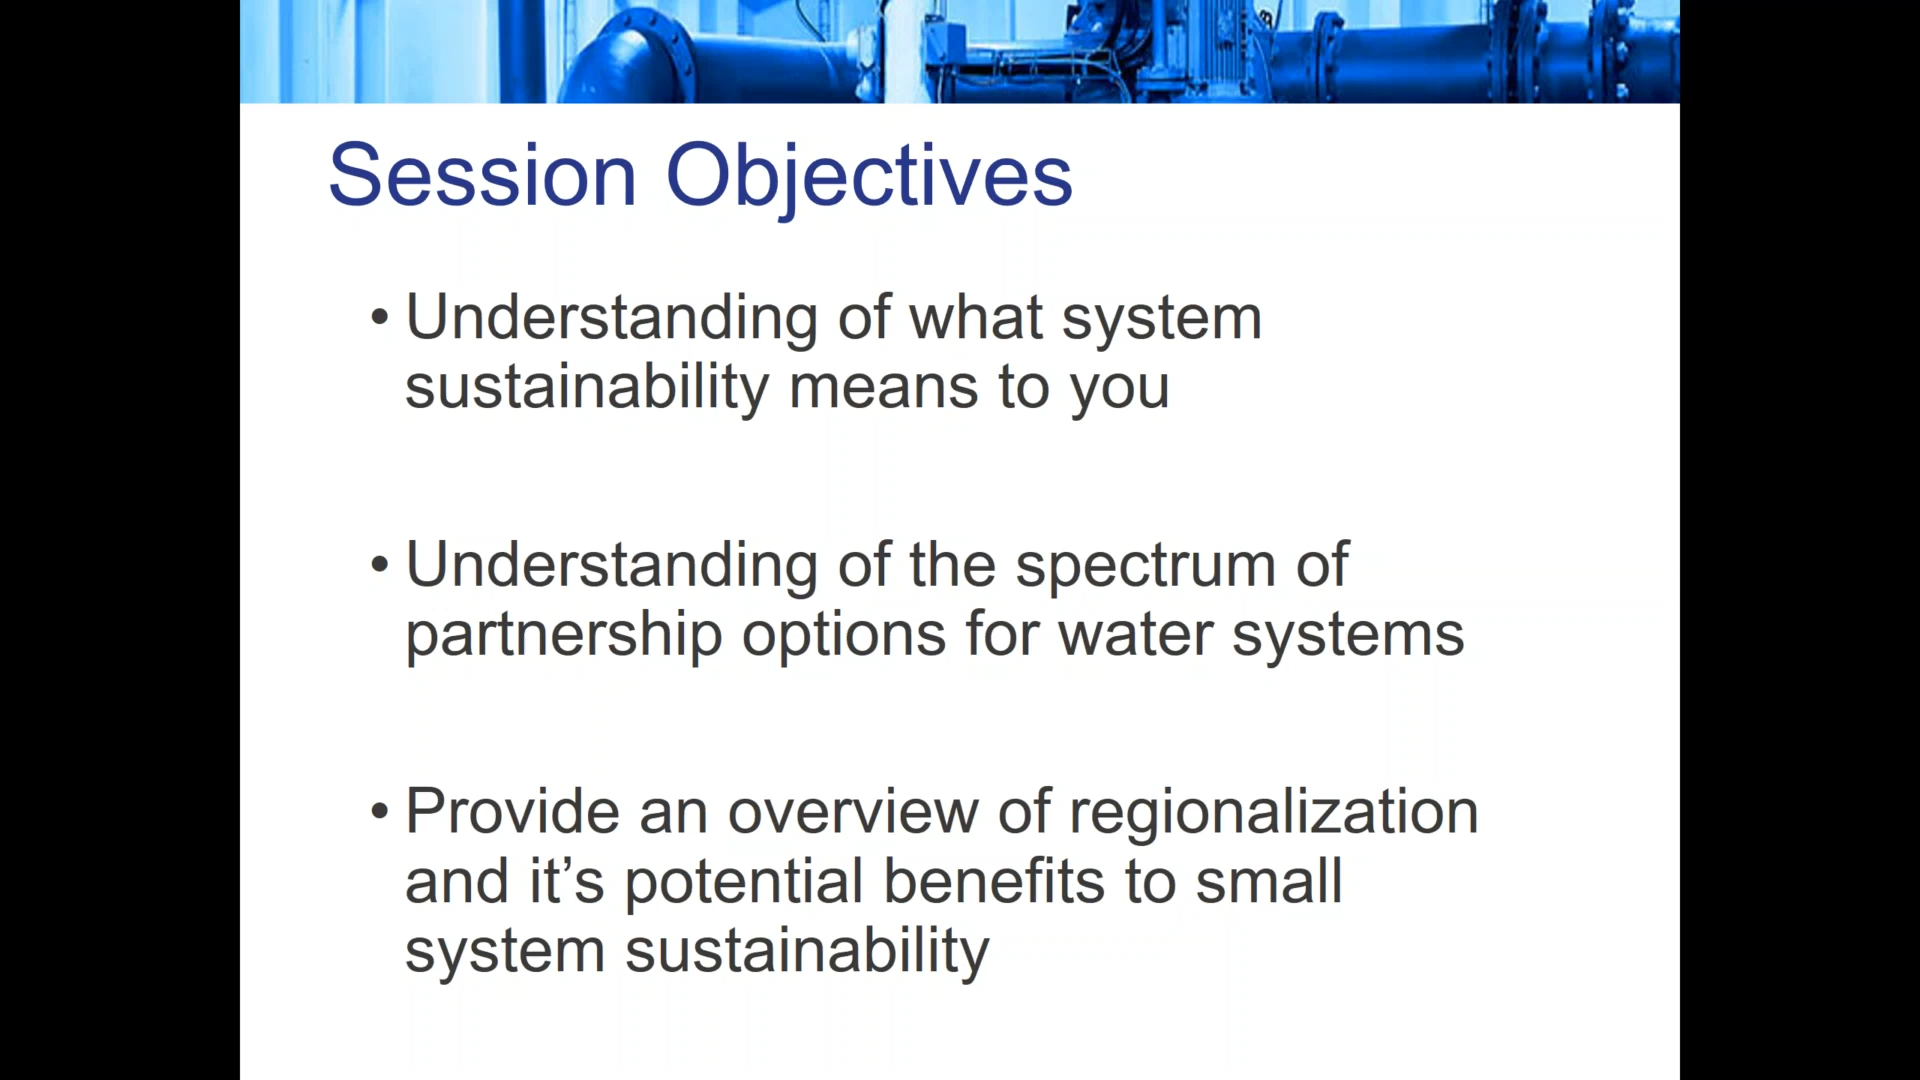 Session Objectives
• Understanding of what system
sustainability means to you
• Understanding of the spectrum of
partnership options for water systems
• Provide an overview of regionalization
and it’s potential benefits to small
system sustainability